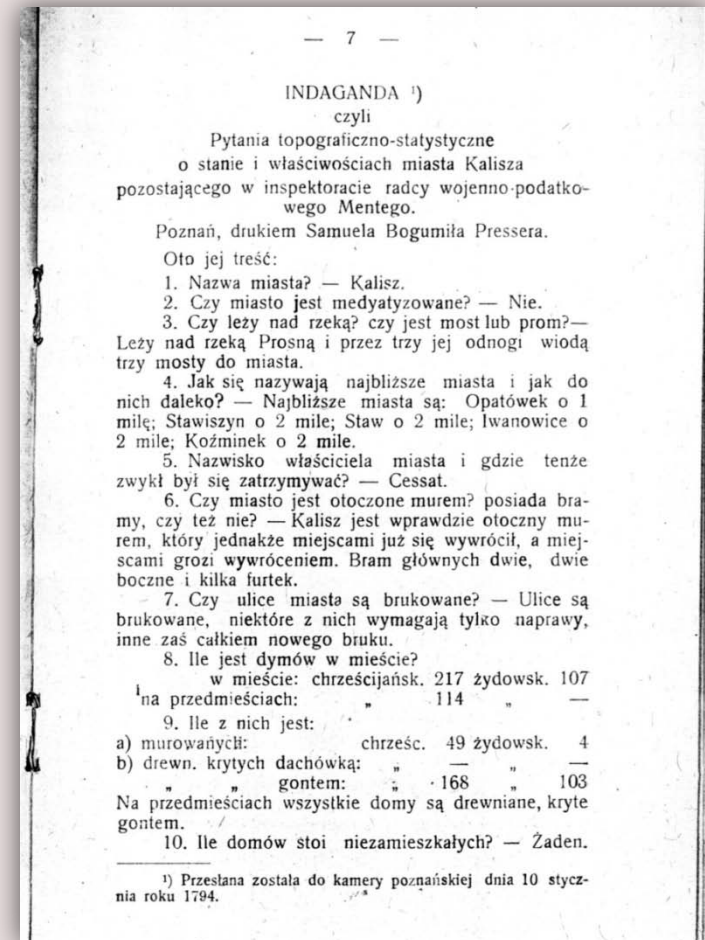 — 7 —
INDAGANDA ¹)
czyli
Pytania topograficzno-statystyczne
o stanie i właściwościach miasta Kalisza
pozostającego w inspektoracie radcy wojenno-podatko-
wego Mentego.
Poznań, drukiem Samuela Bogumiła Pressera.
Oto jej treść:
1. Nazwa miasta? — Kalisz.
2. Czy miasto jest medyatyzowane? — Nie.
3. Czy leży nad rzeką? czy jest most lub prom?—
Leży nad rzeką Prosną i przez trzy jej odnogi wiodą
trzy mosty do miasta.
4. Jak się nazywają najbliższe miasta i jak do
nich daleko? — Najbliższe miasta są: Opatówek o 1
milę; Stawiszyn o 2 mile; Staw o 2 mile; Iwanowice o
2 mile; Koźminek o 2 mile.
5. Nazwisko właściciela miasta i gdzie tenże
zwykł był się zatrzymywać? — Cessat.
6. Czy miasto jest otoczone murem? posiada bra-
my, czy też nie? — Kalisz jest wprawdzie otoczny mu-
rem, który jednakże miejscami już się wywrócił, a miej-
scami grozi wywróceniem. Bram głównych dwie, dwie
boczne i kilka furtek.
7. Czy ulice miasta są brukowane? — Ulice są
brukowane, niektóre z nich wymagają tylko naprawy,
inne zaś całkiem nowego bruku.
8. Ile jest dymów w mieście?
w mieście: chrześcijańsk. 217 żydowsk. 107
na przedmieściach: „ 114 „ —
9. Ile z nich jest:
a) murowanych: chrześc. 49 żydowsk. 4
b) drewn. krytych dachówką: „ — „ —
„ „ gontem: „ 168 „ 103
Na przedmieściach wszystkie domy są drewniane, kryte
gontem.
10. Ile domów stoi niezamieszkałych? — Żaden.
¹) Przesłana została do kamery poznańskiej dnia 10 stycz-
nia roku 1794.